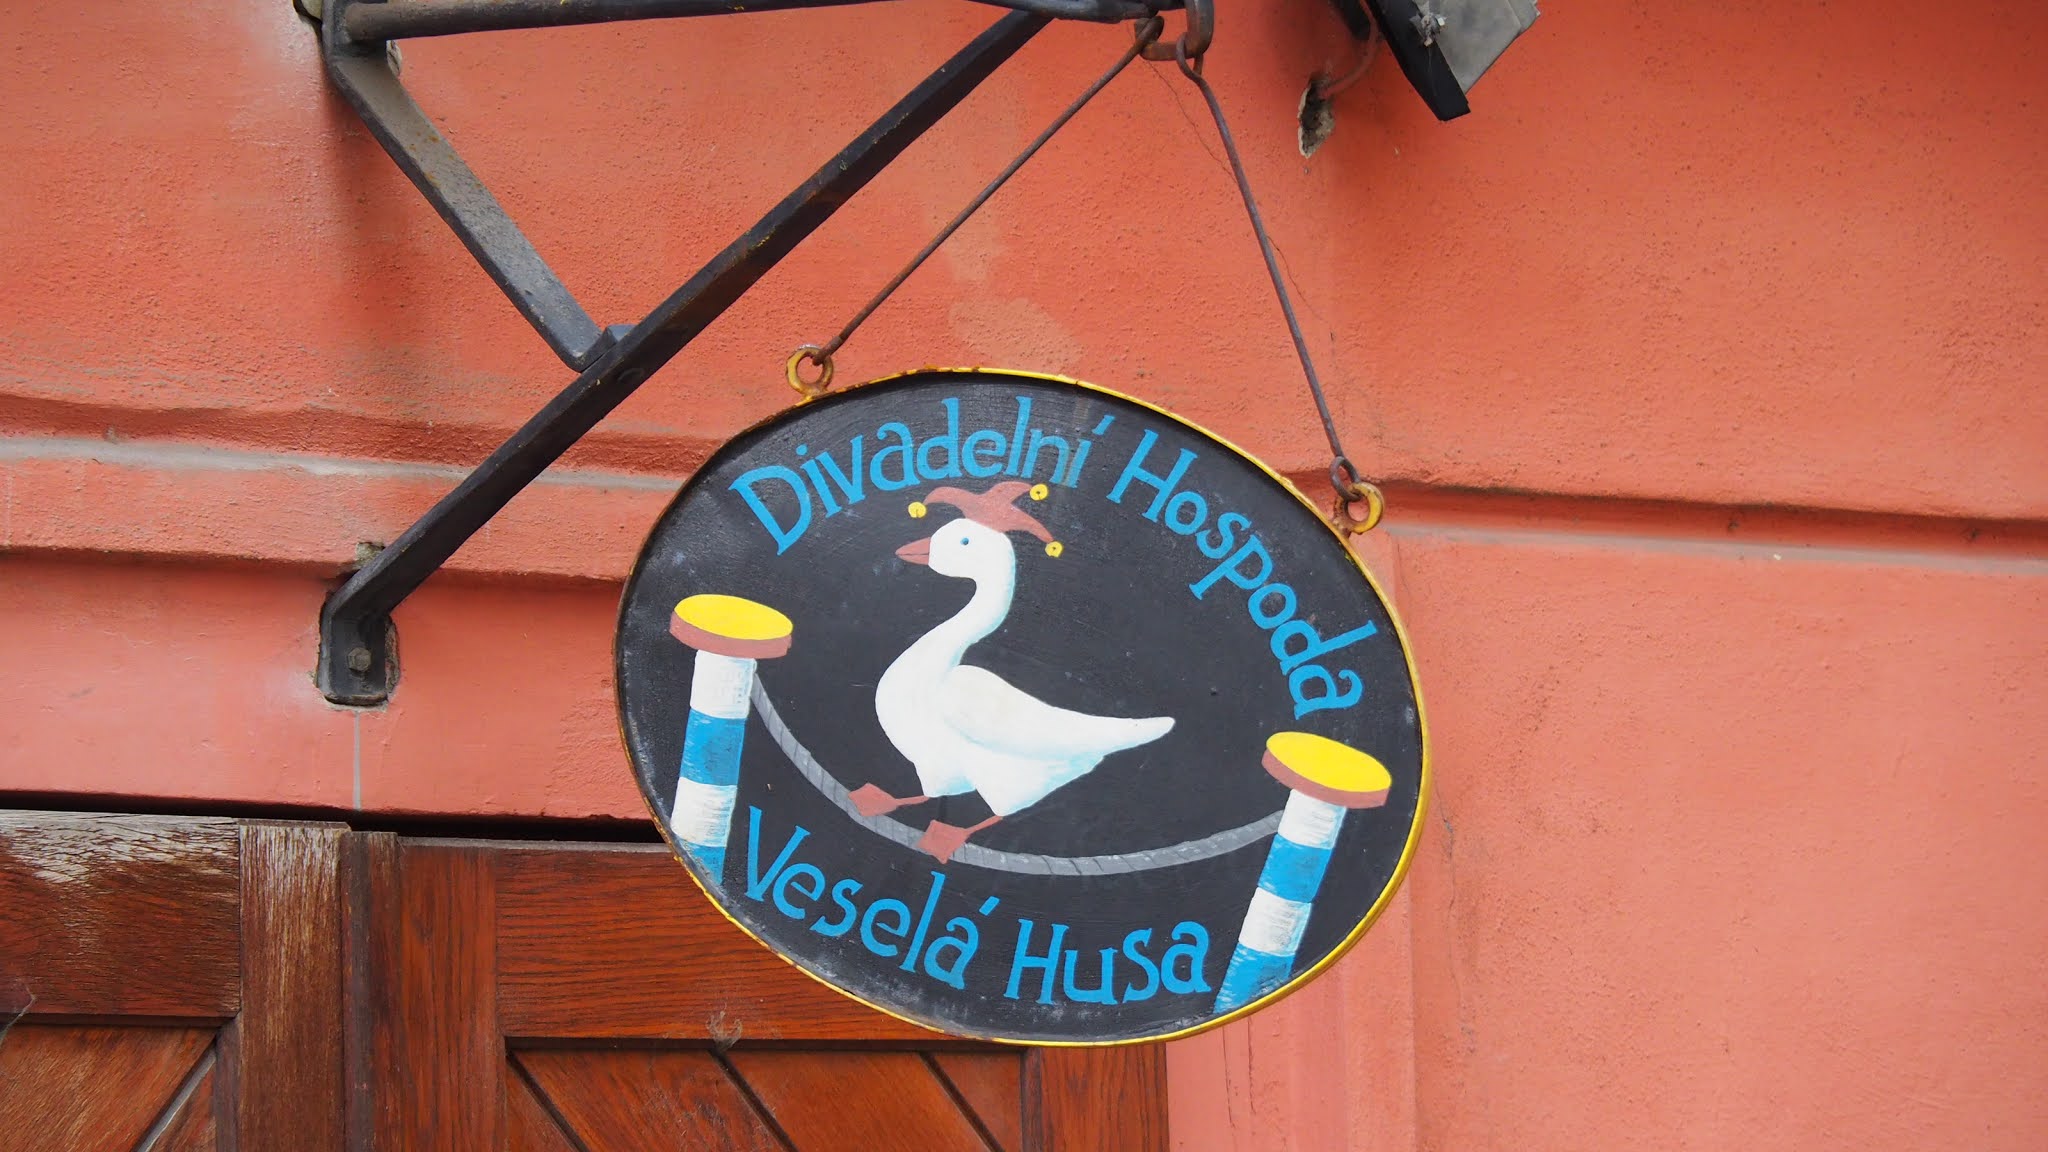 Divadelní Hospoda
Veselá Husa